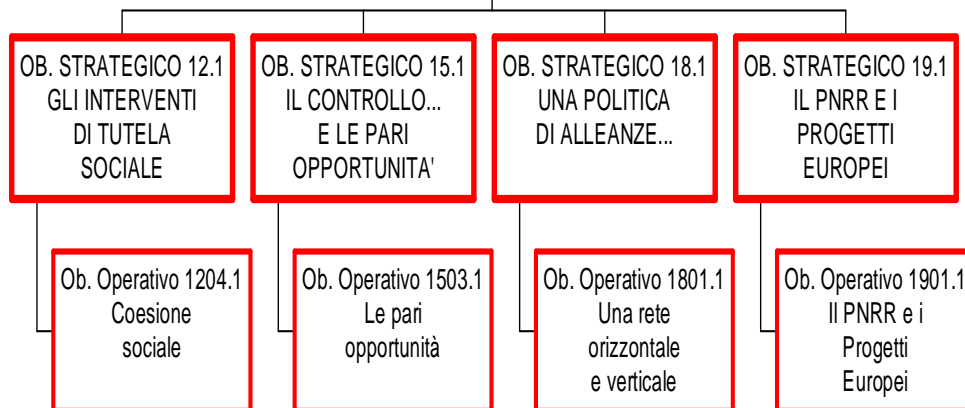 OB. STRATEGICO 12.1
GLI INTERVENTI
DI TUTELA
SOCIALE
OB. STRATEGICO 15.1
IL CONTROLLO...
E LE PARI
OPPORTUNITA'
OB. STRATEGICO 18.1
UNA POLITICA
DI ALLEANZE...
OB. STRATEGICO 19.1
IL PNRR E I
PROGETTI
EUROPEI
Ob. Operativo 1204.1
Coesione
sociale
Ob. Operativo 1503.1
Le pari
opportunità
Ob. Operativo 1801.1
Una rete
orizzontale
e verticale
Ob. Operativo 1901.1
Il PNRR e i
Progetti
Europei